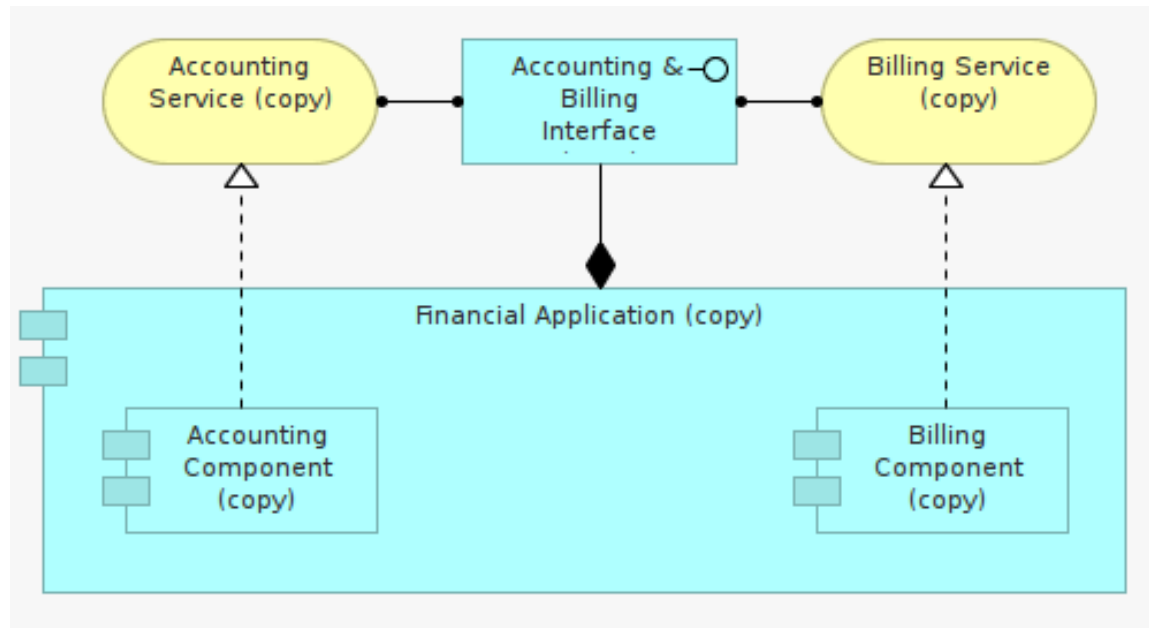 Accounting
Service (copy)
Accounting &
Billing
Interface
Billing Service
(copy)
Financial Application (copy)
Accounting
Component
(copy)
Billing
Component
(copy)